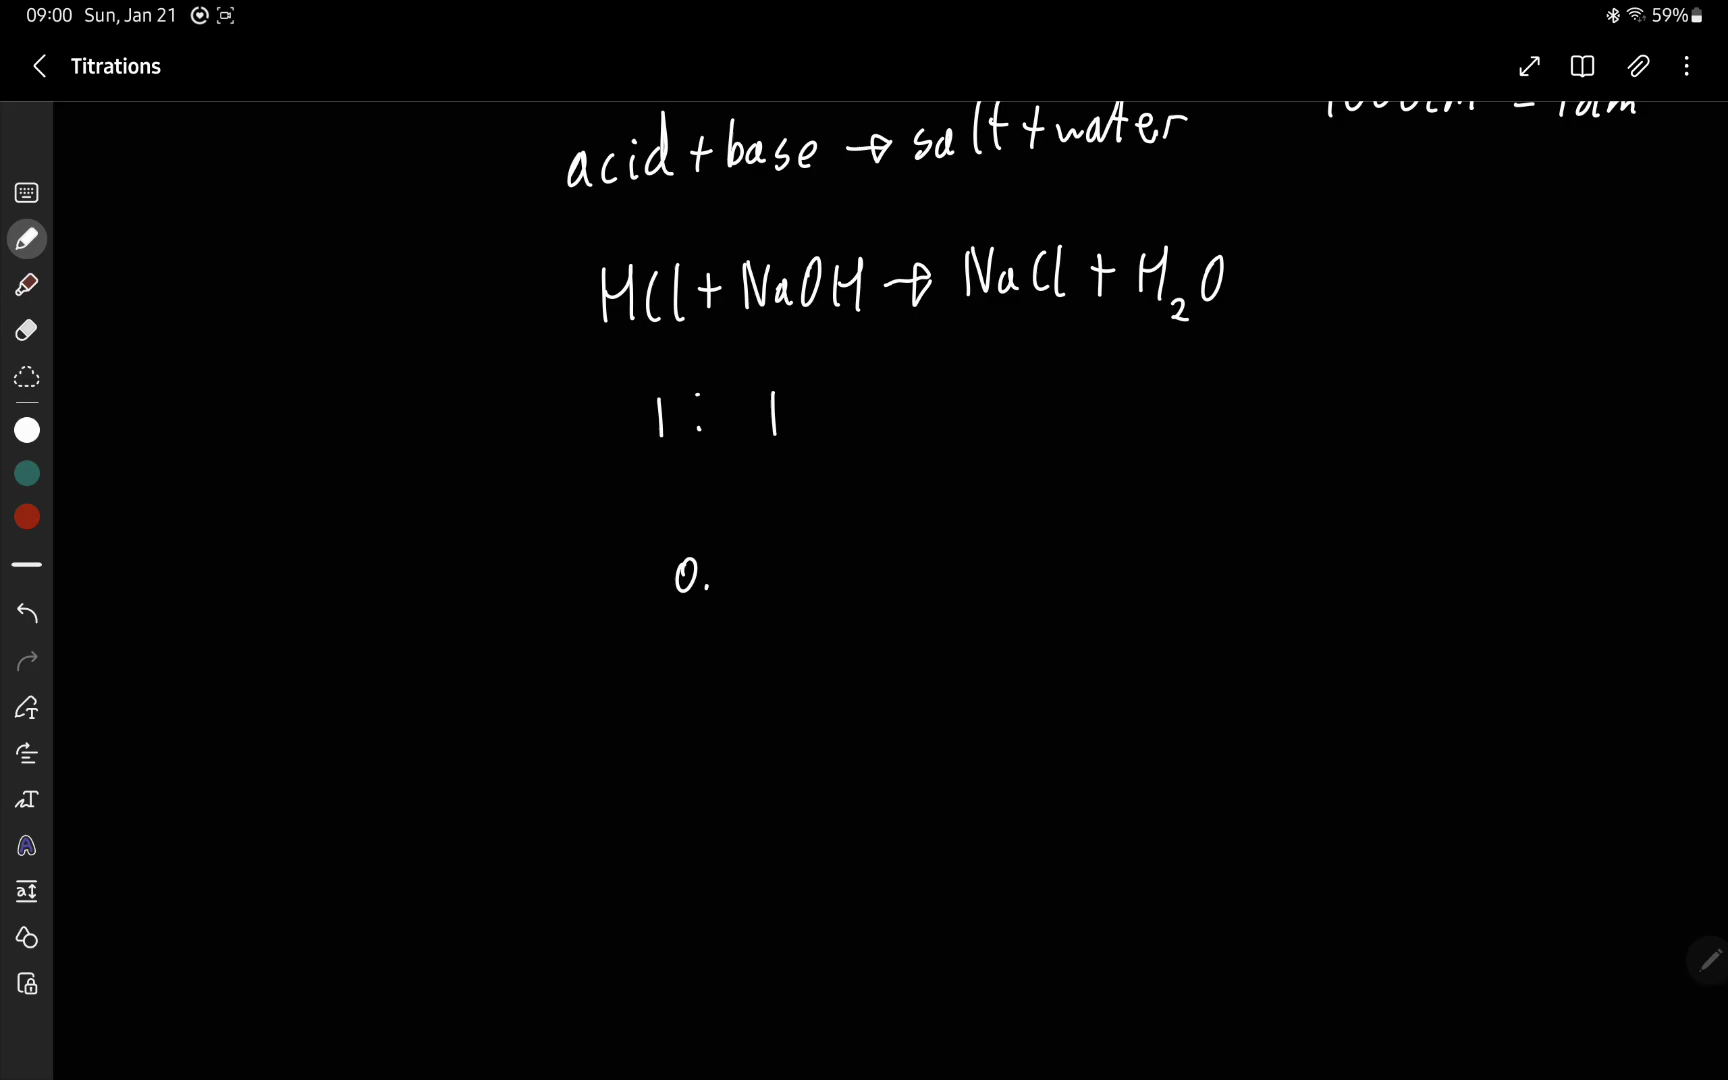 09:00 Sun, Jan 21 59%
Titrations
acid + base → salt + water
HCl + NaOH → NaCl + H₂O
1 : 1
0.